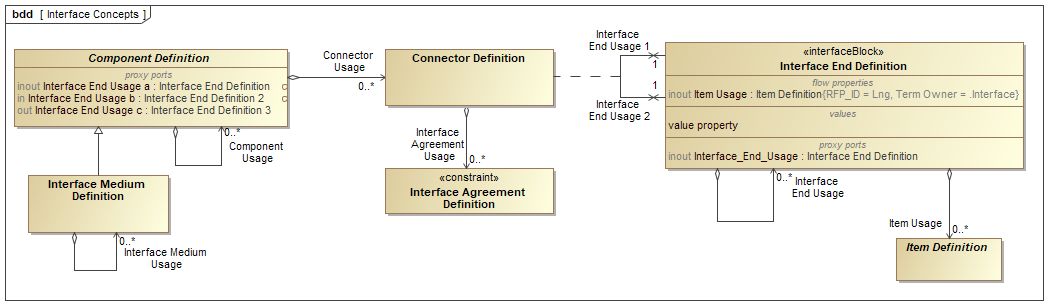 bdd [ Interface Concepts ]
Component Definition
proxy ports
inout Interface End Usage a : Interface End Definition c
in Interface End Usage b : Interface End Definition 2 c
out Interface End Usage c : Interface End Definition 3
0..*
Component
Usage
Interface Medium
Definition
0..*
Interface Medium
Usage
Connector
Usage
0..*
Connector Definition
Interface
Agreement
Usage
0..*
«constraint»
Interface Agreement
Definition
Interface
End Usage 1
1
1
Interface
End Usage 2
«interfaceBlock»
Interface End Definition
flow properties
inout Item Usage : Item Definition{RFP_ID = Lng, Term Owner = .Interface}
values
value property
proxy ports
inout Interface_End_Usage : Interface End Definition
0..*
Interface
End Usage
Item Usage
0..*
Item Definition